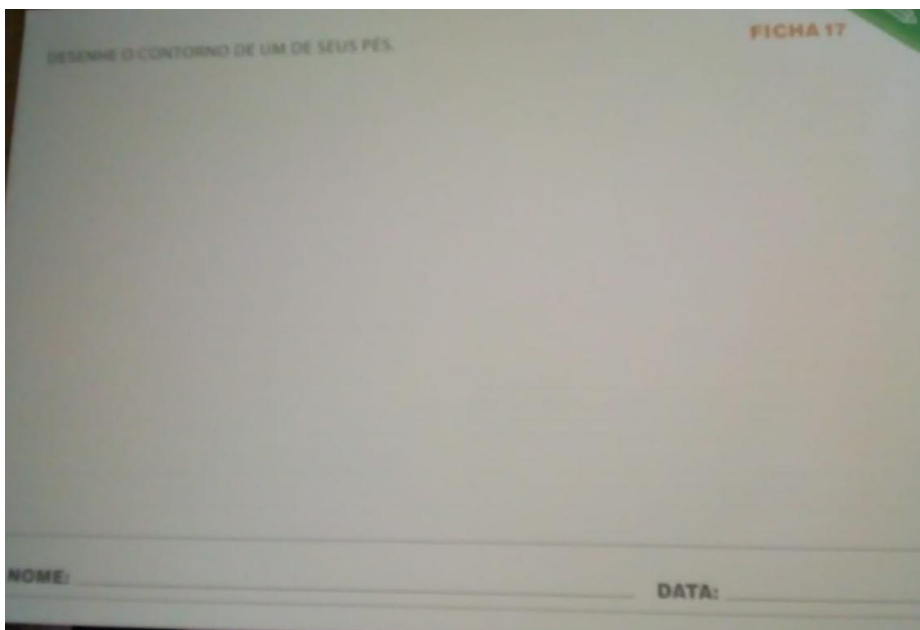 FICHA 17
DESENHE O CONTORNO DE UM DE SEUS PÉS.
NOME:
DATA: